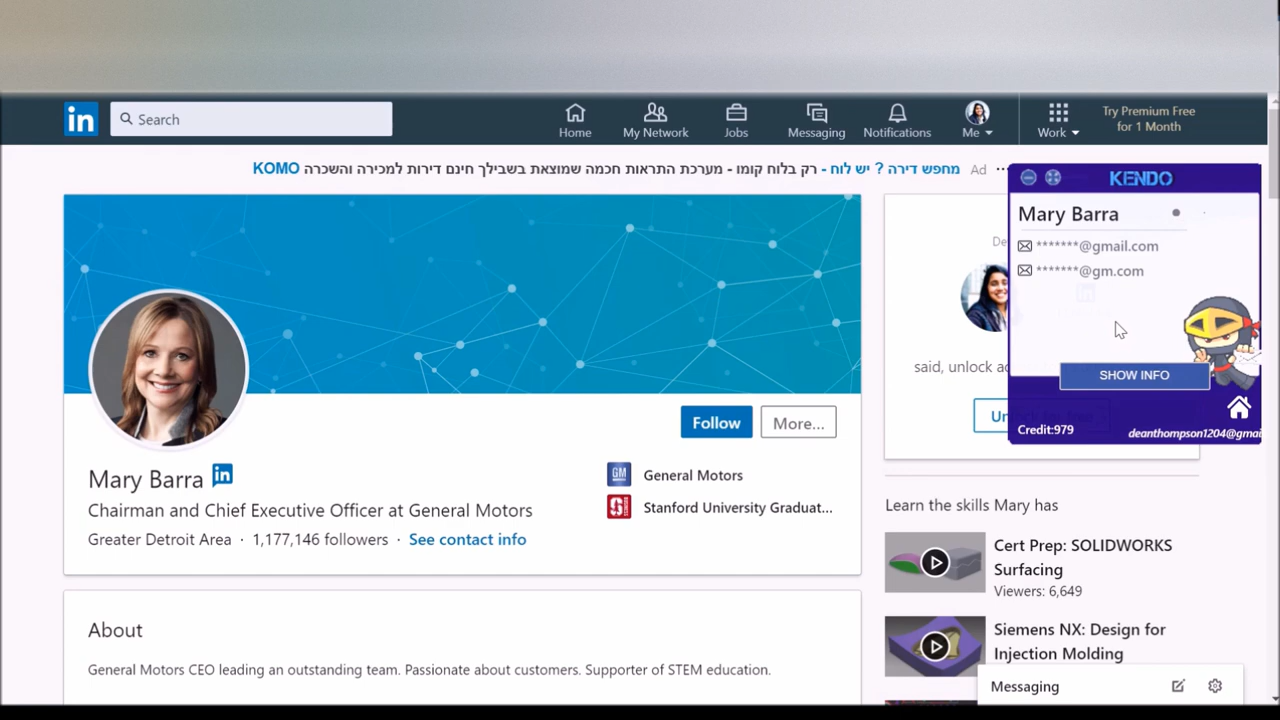 in
Search
Home
My Network
Jobs
Messaging
Notifications
Me
Work
Try Premium Free
for 1 Month
מחפש דירה ? יש לוח - רק בלוח קומו - מערכת התראות חכמה שמוצאת בשבילך חינם דירות למכירה והשכרה KOMO
Ad ...
KENDO
Mary Barra
*******@gmail.com
*******@gm.com
SHOW INFO
Credit:979
deanthompson1204@gmai
De
said, unlock a
Un
Follow
More...
Mary Barra in
Chairman and Chief Executive Officer at General Motors
Greater Detroit Area · 1,177,146 followers · See contact info
GM General Motors
Stanford University Graduat...
About
General Motors CEO leading an outstanding team. Passionate about customers. Supporter of STEM education.
Learn the skills Mary has
Cert Prep: SOLIDWORKS
Surfacing
Viewers: 6,649
Siemens NX: Design for
Injection Molding
Messaging